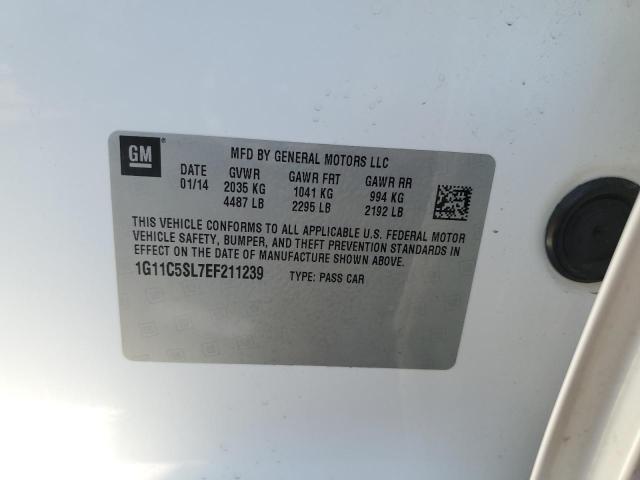 GM ®
MFD BY GENERAL MOTORS LLC
DATE GVWR GAWR FRT GAWR RR
01/14 2035 KG 1041 KG 994 KG
4487 LB 2295 LB 2192 LB
THIS VEHICLE CONFORMS TO ALL APPLICABLE U.S. FEDERAL MOTOR
VEHICLE SAFETY, BUMPER, AND THEFT PREVENTION STANDARDS IN
EFFECT ON THE DATE OF MANUFACTURE SHOWN ABOVE.
1G11C5SL7EF211239 TYPE: PASS CAR